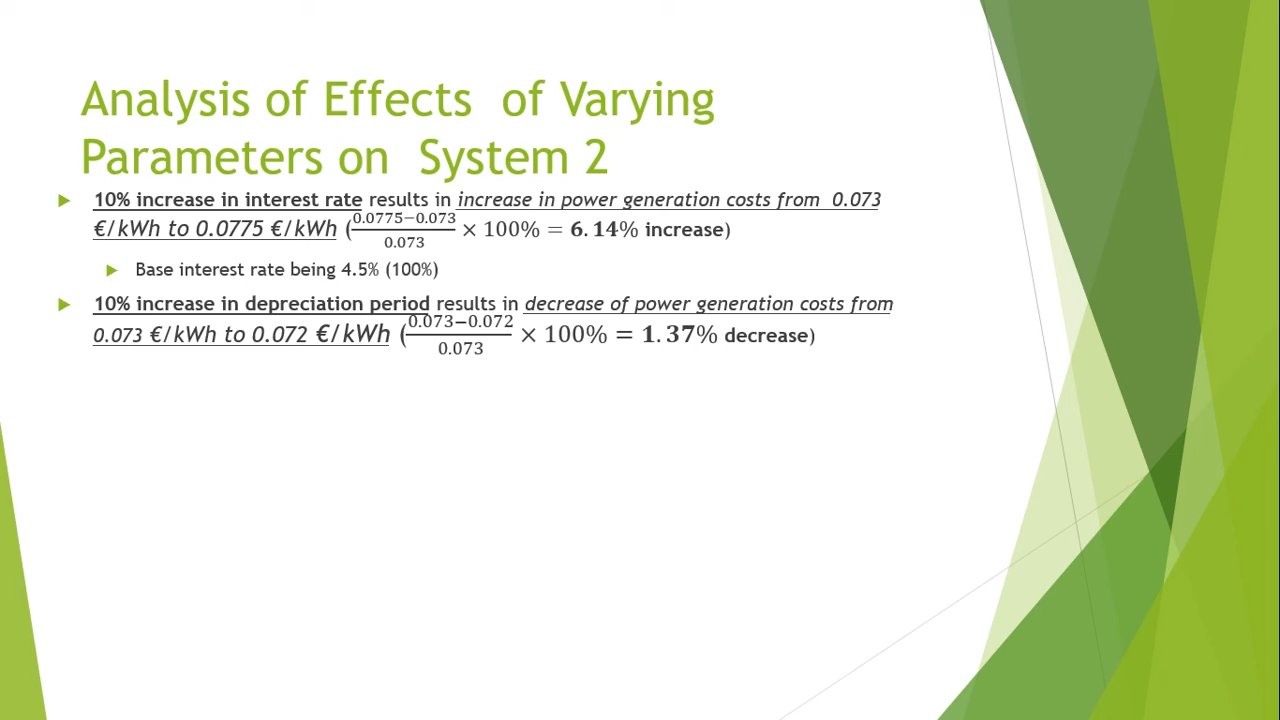 Analysis of Effects of Varying
Parameters on System 2
10% increase in interest rate results in increase in power generation costs from 0.073
€/kWh to 0.0775 €/kWh (\frac{0.0775−0.073}{0.073} × 100% = 6.14% increase)
Base interest rate being 4.5% (100%)
10% increase in depreciation period results in decrease of power generation costs from
0.073 €/kWh to 0.072 €/kWh (\frac{0.073−0.072}{0.073} × 100% = 1.37% decrease)